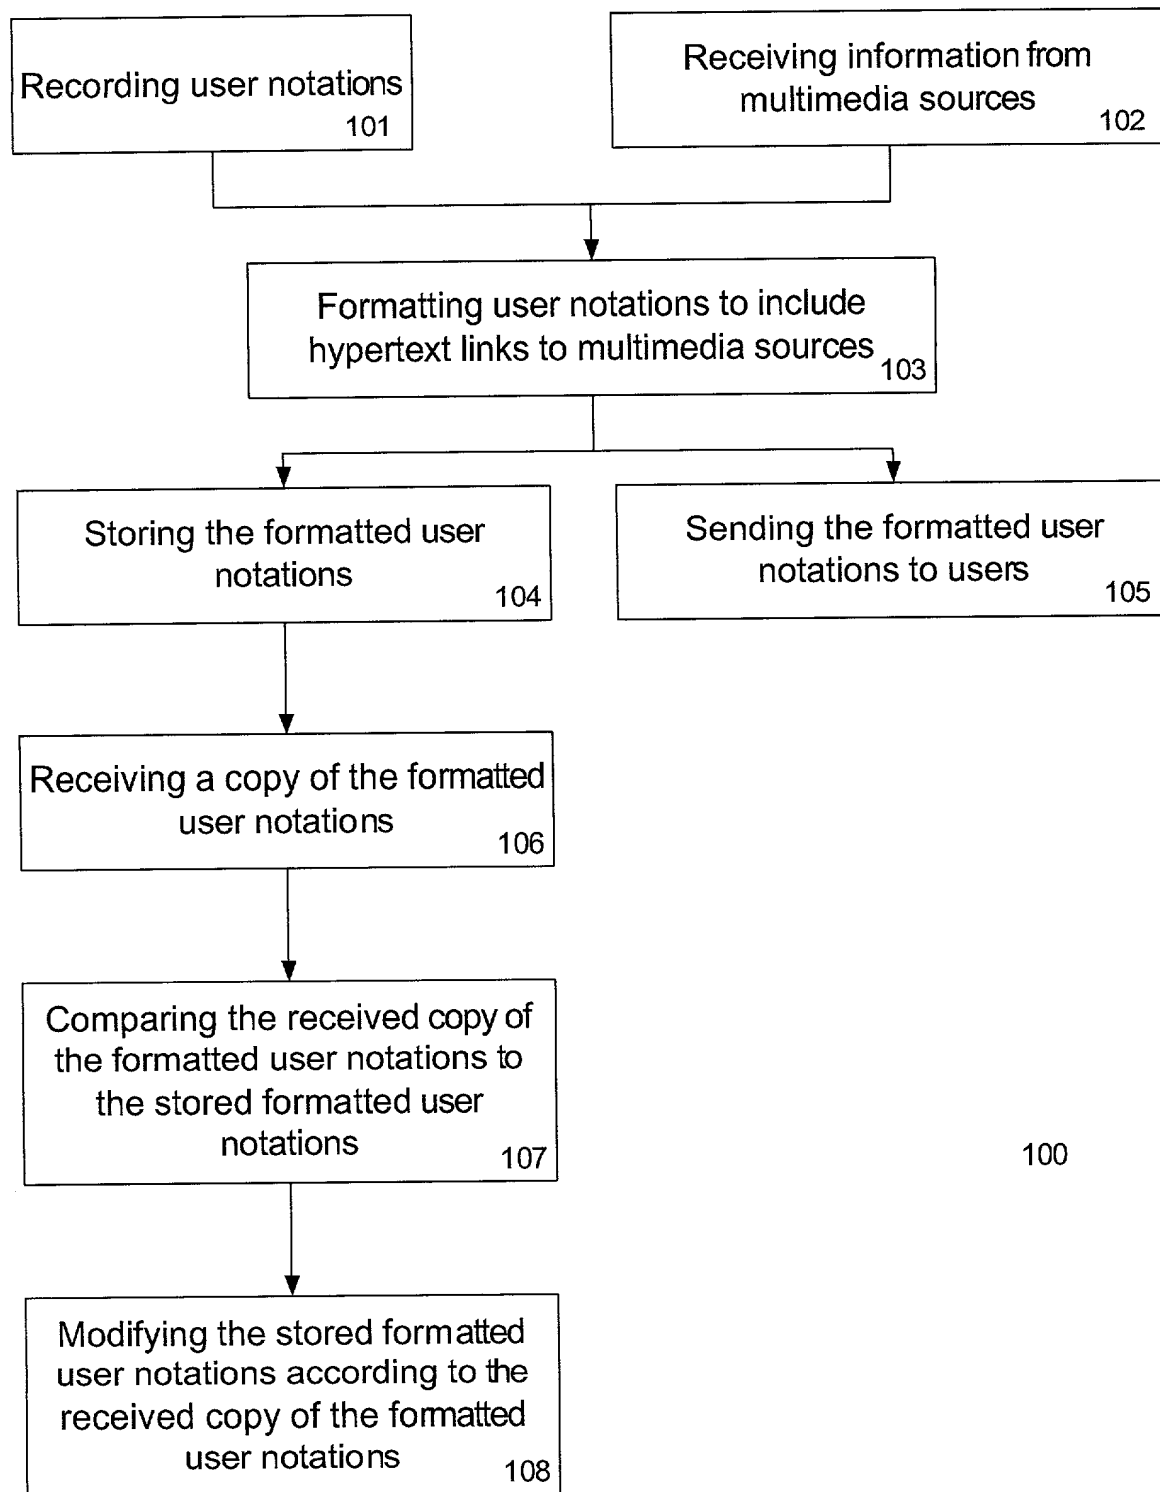 Recording user notations
101
Receiving information from
multimedia sources
102
Formatting user notations to include
hypertext links to multimedia sources
103
Storing the formatted user
notations
104
Sending the formatted user
notations to users
105
Receiving a copy of the formatted
user notations
106
Comparing the received copy of
the formatted user notations to
the stored formatted user
notations
107
100
Modifying the stored formatted
user notations according to the
received copy of the formatted
user notations
108